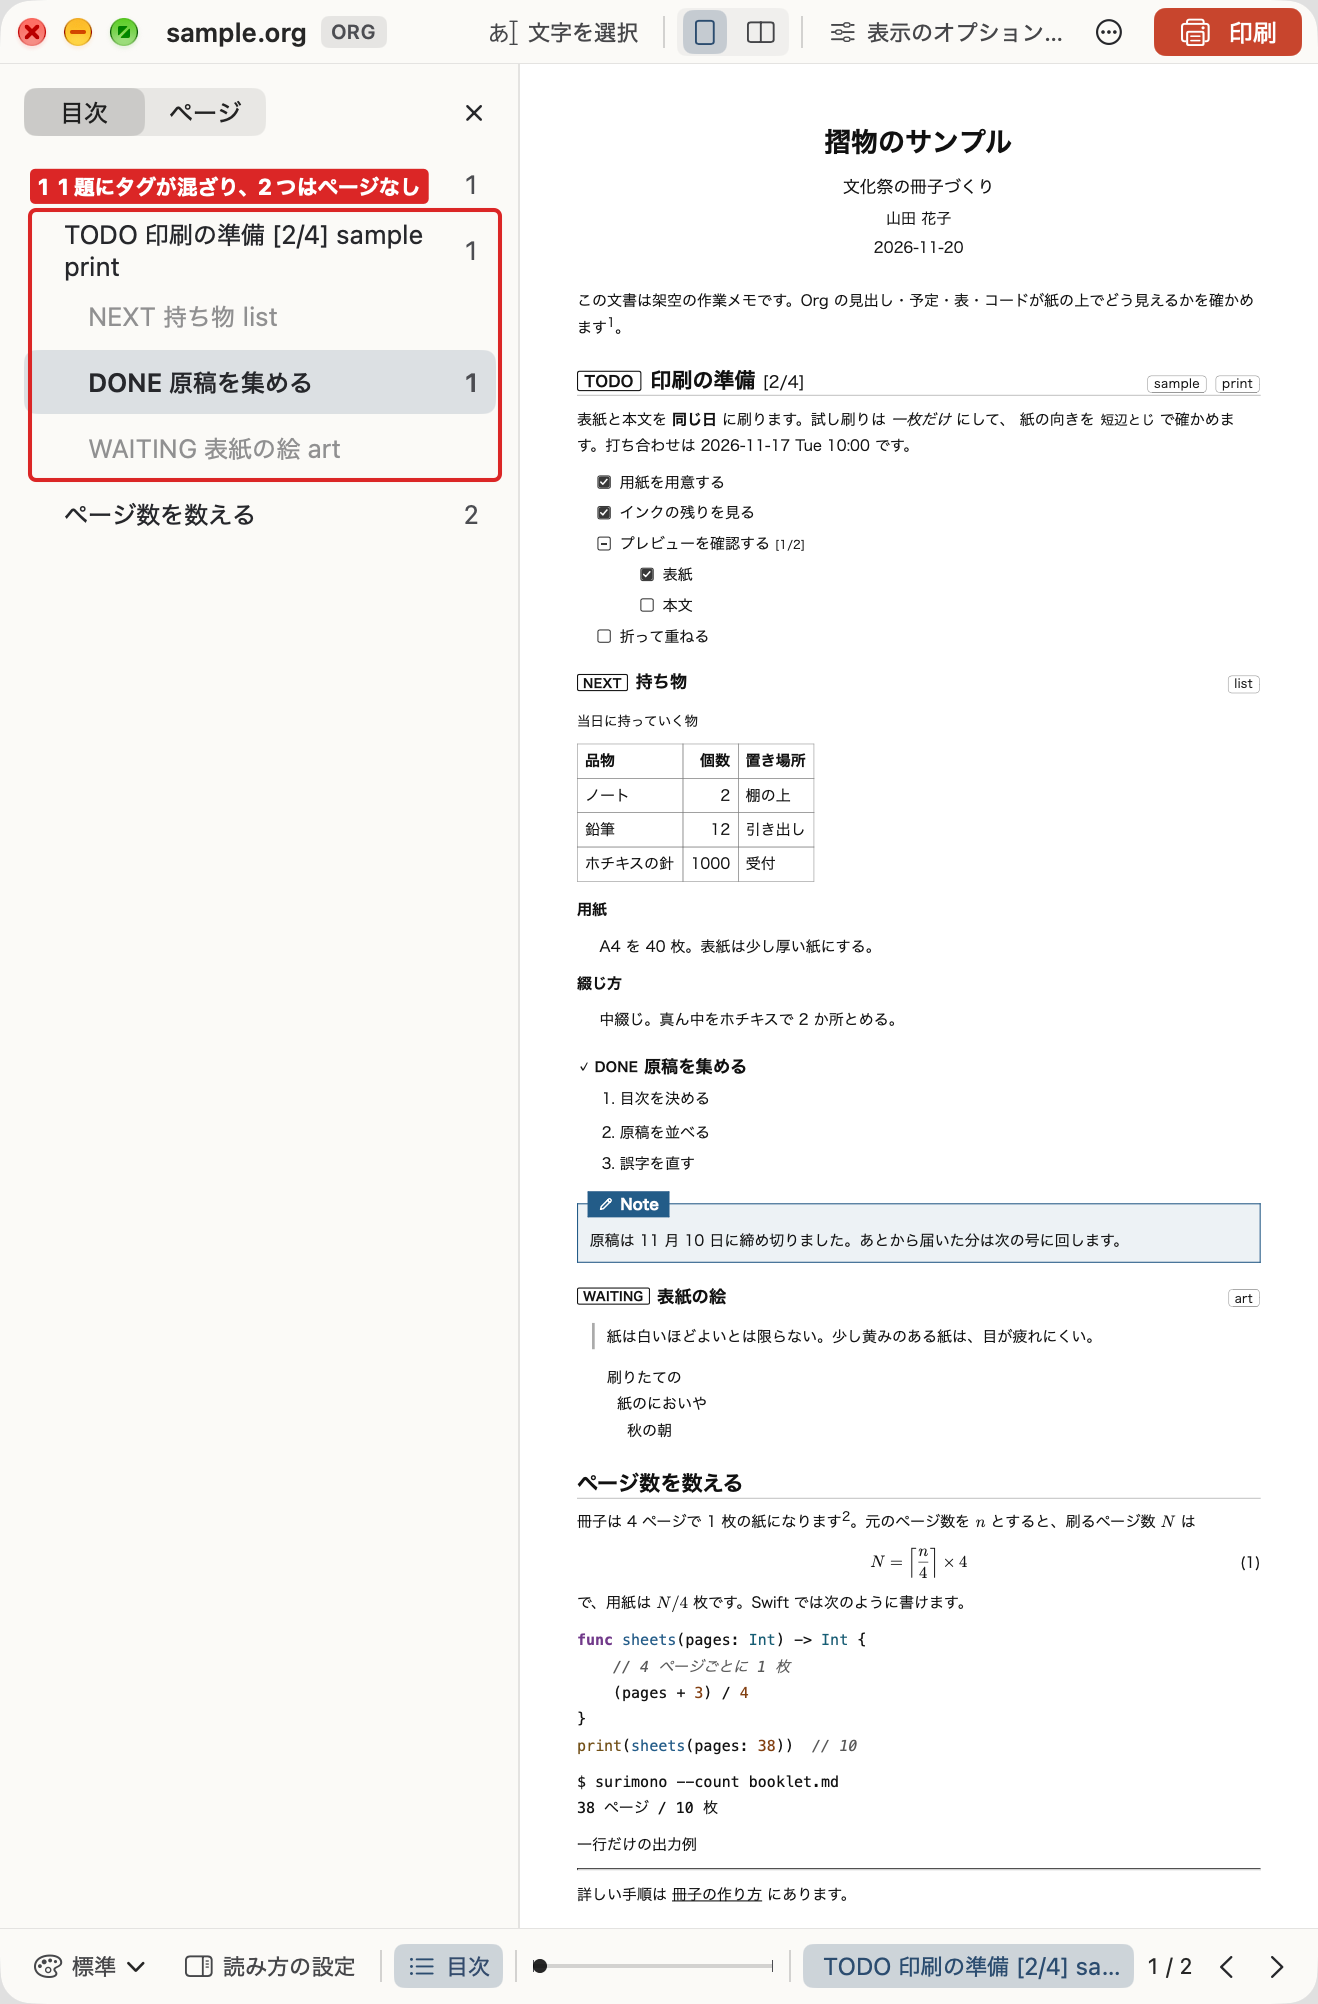 sample.org ORG
あ 文字を選択
表示のオプション...
印刷
目次 ページ
1 1題にタグが混ざり、2つはページなし 1
TODO 印刷の準備 [2/4] sample print 1
NEXT 持ち物 list
DONE 原稿を集める 1
WAITING 表紙の絵 art
ページ数を数える 2
摺物のサンプル
文化祭の冊子づくり
山田 花子
2026-11-20
この文書は架空の作業メモです。Org の見出し・予定・表・コードが紙の上でどう見えるかを確かめ
ます1。
TODO 印刷の準備 [2/4] sample print
表紙と本文を 同じ日 に刷ります。試し刷りは 一枚だけ にして、 紙の向きを 短辺とじ で確かめま
す。打ち合わせは 2026-11-17 Tue 10:00 です。
用紙を用意する
インクの残りを見る
プレビューを確認する [1/2]
表紙
本文
折って重ねる
NEXT 持ち物 list
当日に持っていく物
品物 個数 置き場所
ノート 2 棚の上
鉛筆 12 引き出し
ホチキスの針 1000 受付
用紙
A4 を 40 枚。表紙は少し厚い紙にする。
綴じ方
中綴じ。真ん中をホチキスで 2 か所とめる。
✓ DONE 原稿を集める
1. 目次を決める
2. 原稿を並べる
3. 誤字を直す
Note
原稿は 11 月 10 日に締め切りました。あとから届いた分は次の号に回します。
WAITING 表紙の絵 art
紙は白いほどよいとは限らない。少し黄みのある紙は、目が疲れにくい。
刷りたての
紙のにおいや
秋の朝
ページ数を数える
冊子は 4 ページで 1 枚の紙になります2。元のページ数を n とすると、刷るページ数 N は
N = ⌈n/4⌉ × 4 (1)
で、用紙は N/4 枚です。Swift では次のように書けます。
func sheets(pages: Int) -> Int {
// 4 ページごとに 1 枚
(pages + 3) / 4
}
print(sheets(pages: 38)) // 10
$ surimono --count booklet.md
38 ページ / 10 枚
一行だけの出力例
詳しい手順は 冊子の作り方 にあります。
標準 読み方の設定 目次 TODO 印刷の準備 [2/4] sa... 1 / 2